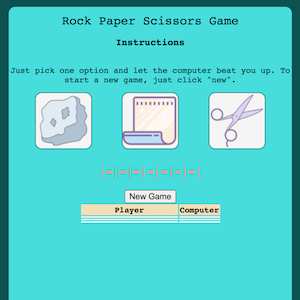 Rock Paper Scissors Game
Instructions
Just pick one option and let the computer beat you up. To
start a new game, just click "new".
|=|=|=|=|=|=|=|
New Game
Player Computer